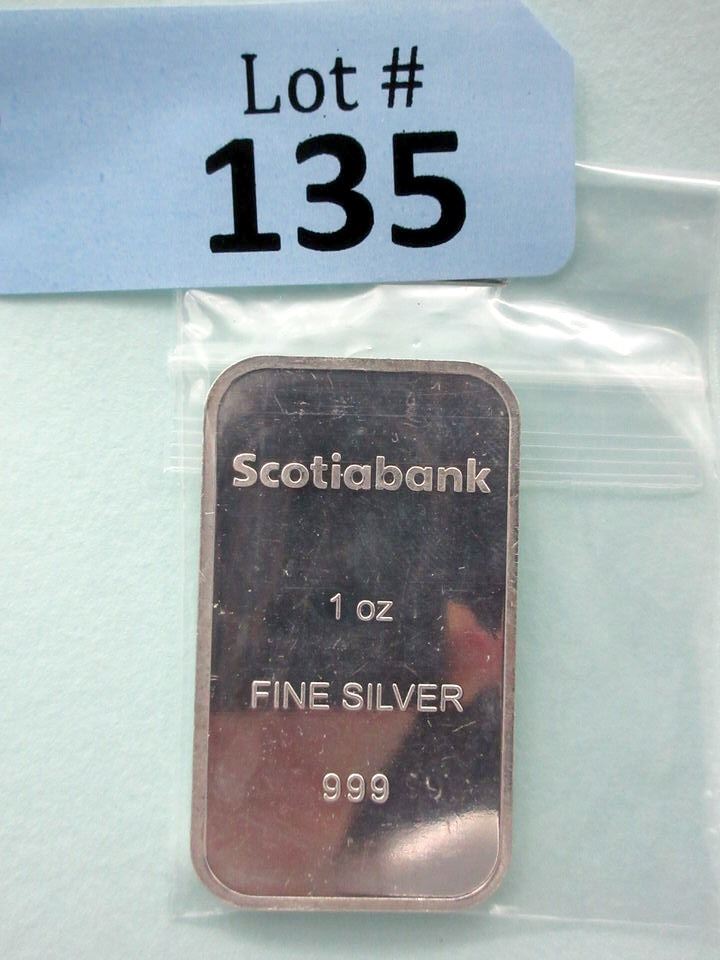 Lot #
135
Scotiabank
1 oz
FINE SILVER
999